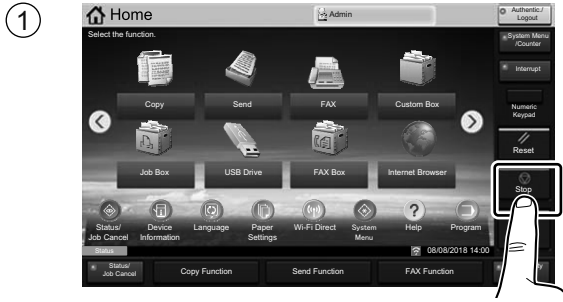 1
Home
Admin
Authentic./
Logout
Select the function.
System Menu
/Counter
Interrupt
Copy
Send
FAX
Custom Box
Numeric
Keypad
Reset
Job Box
USB Drive
FAX Box
Internet Browser
Stop
Status/
Job Cancel
Device
Information
Language
Paper
Settings
Wi-Fi Direct
System
Menu
Help
Program
Status
08/08/2018 14:00
Status/
Job Cancel
Copy Function
Send Function
FAX Function